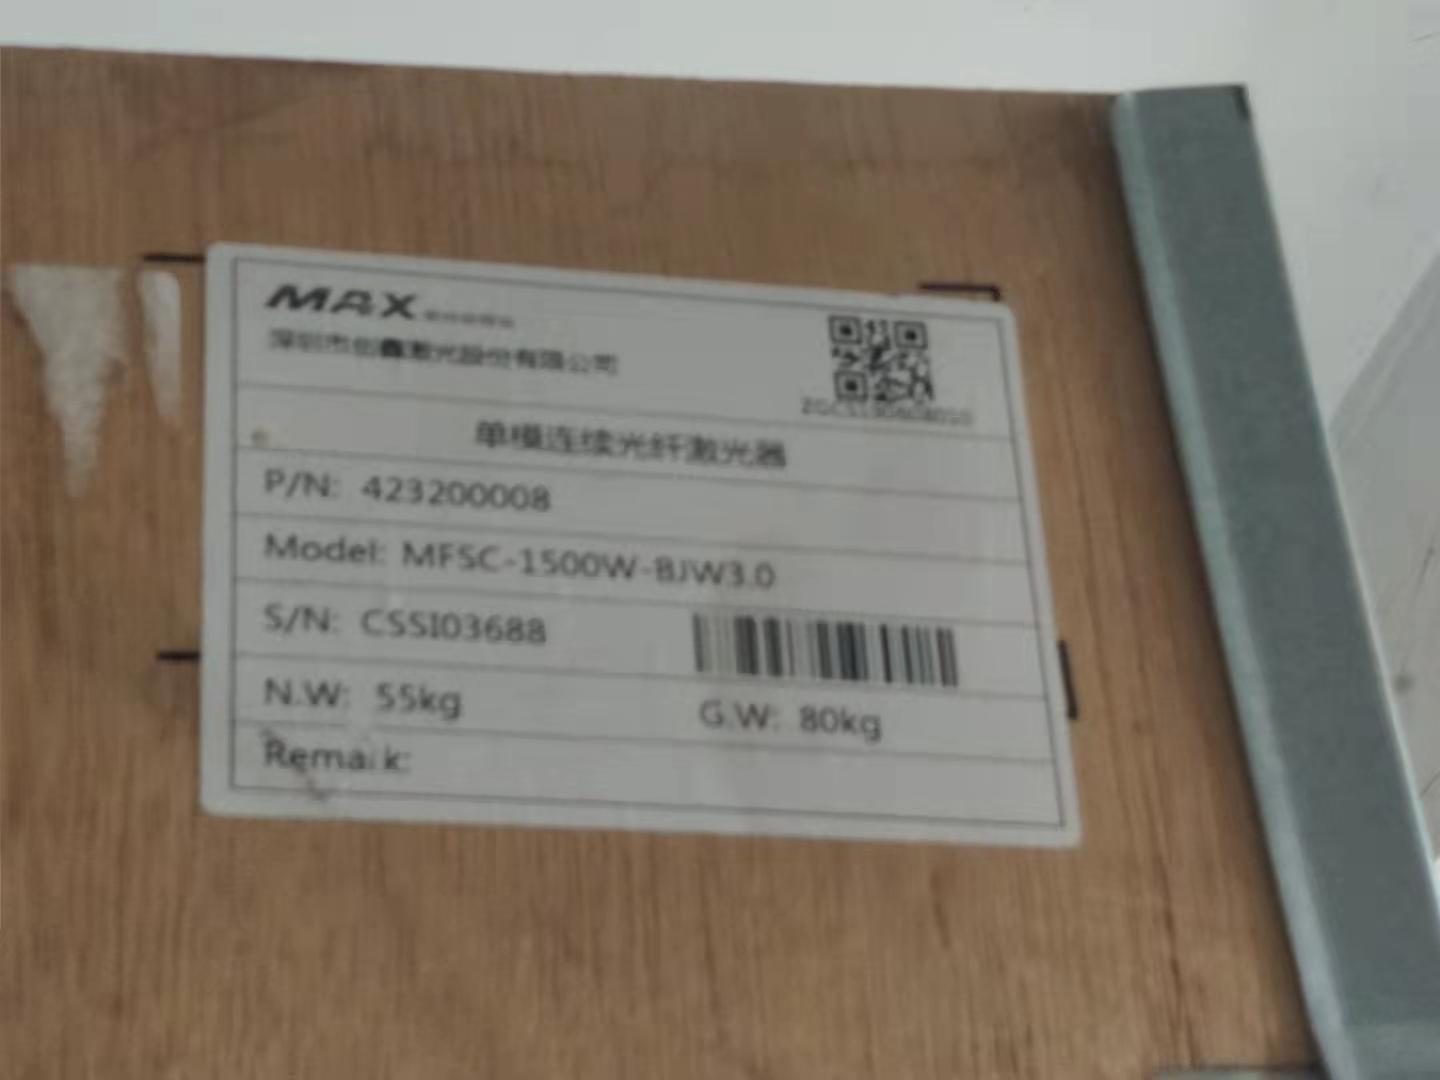 MAX
深圳市创鑫激光股份有限公司
单模连续光纤激光器
P/N: 423200008
Model: MFSC-1500W-BJW3.0
S/N: CSSI03688
N.W: 55kg G.W: 80kg
Remark: